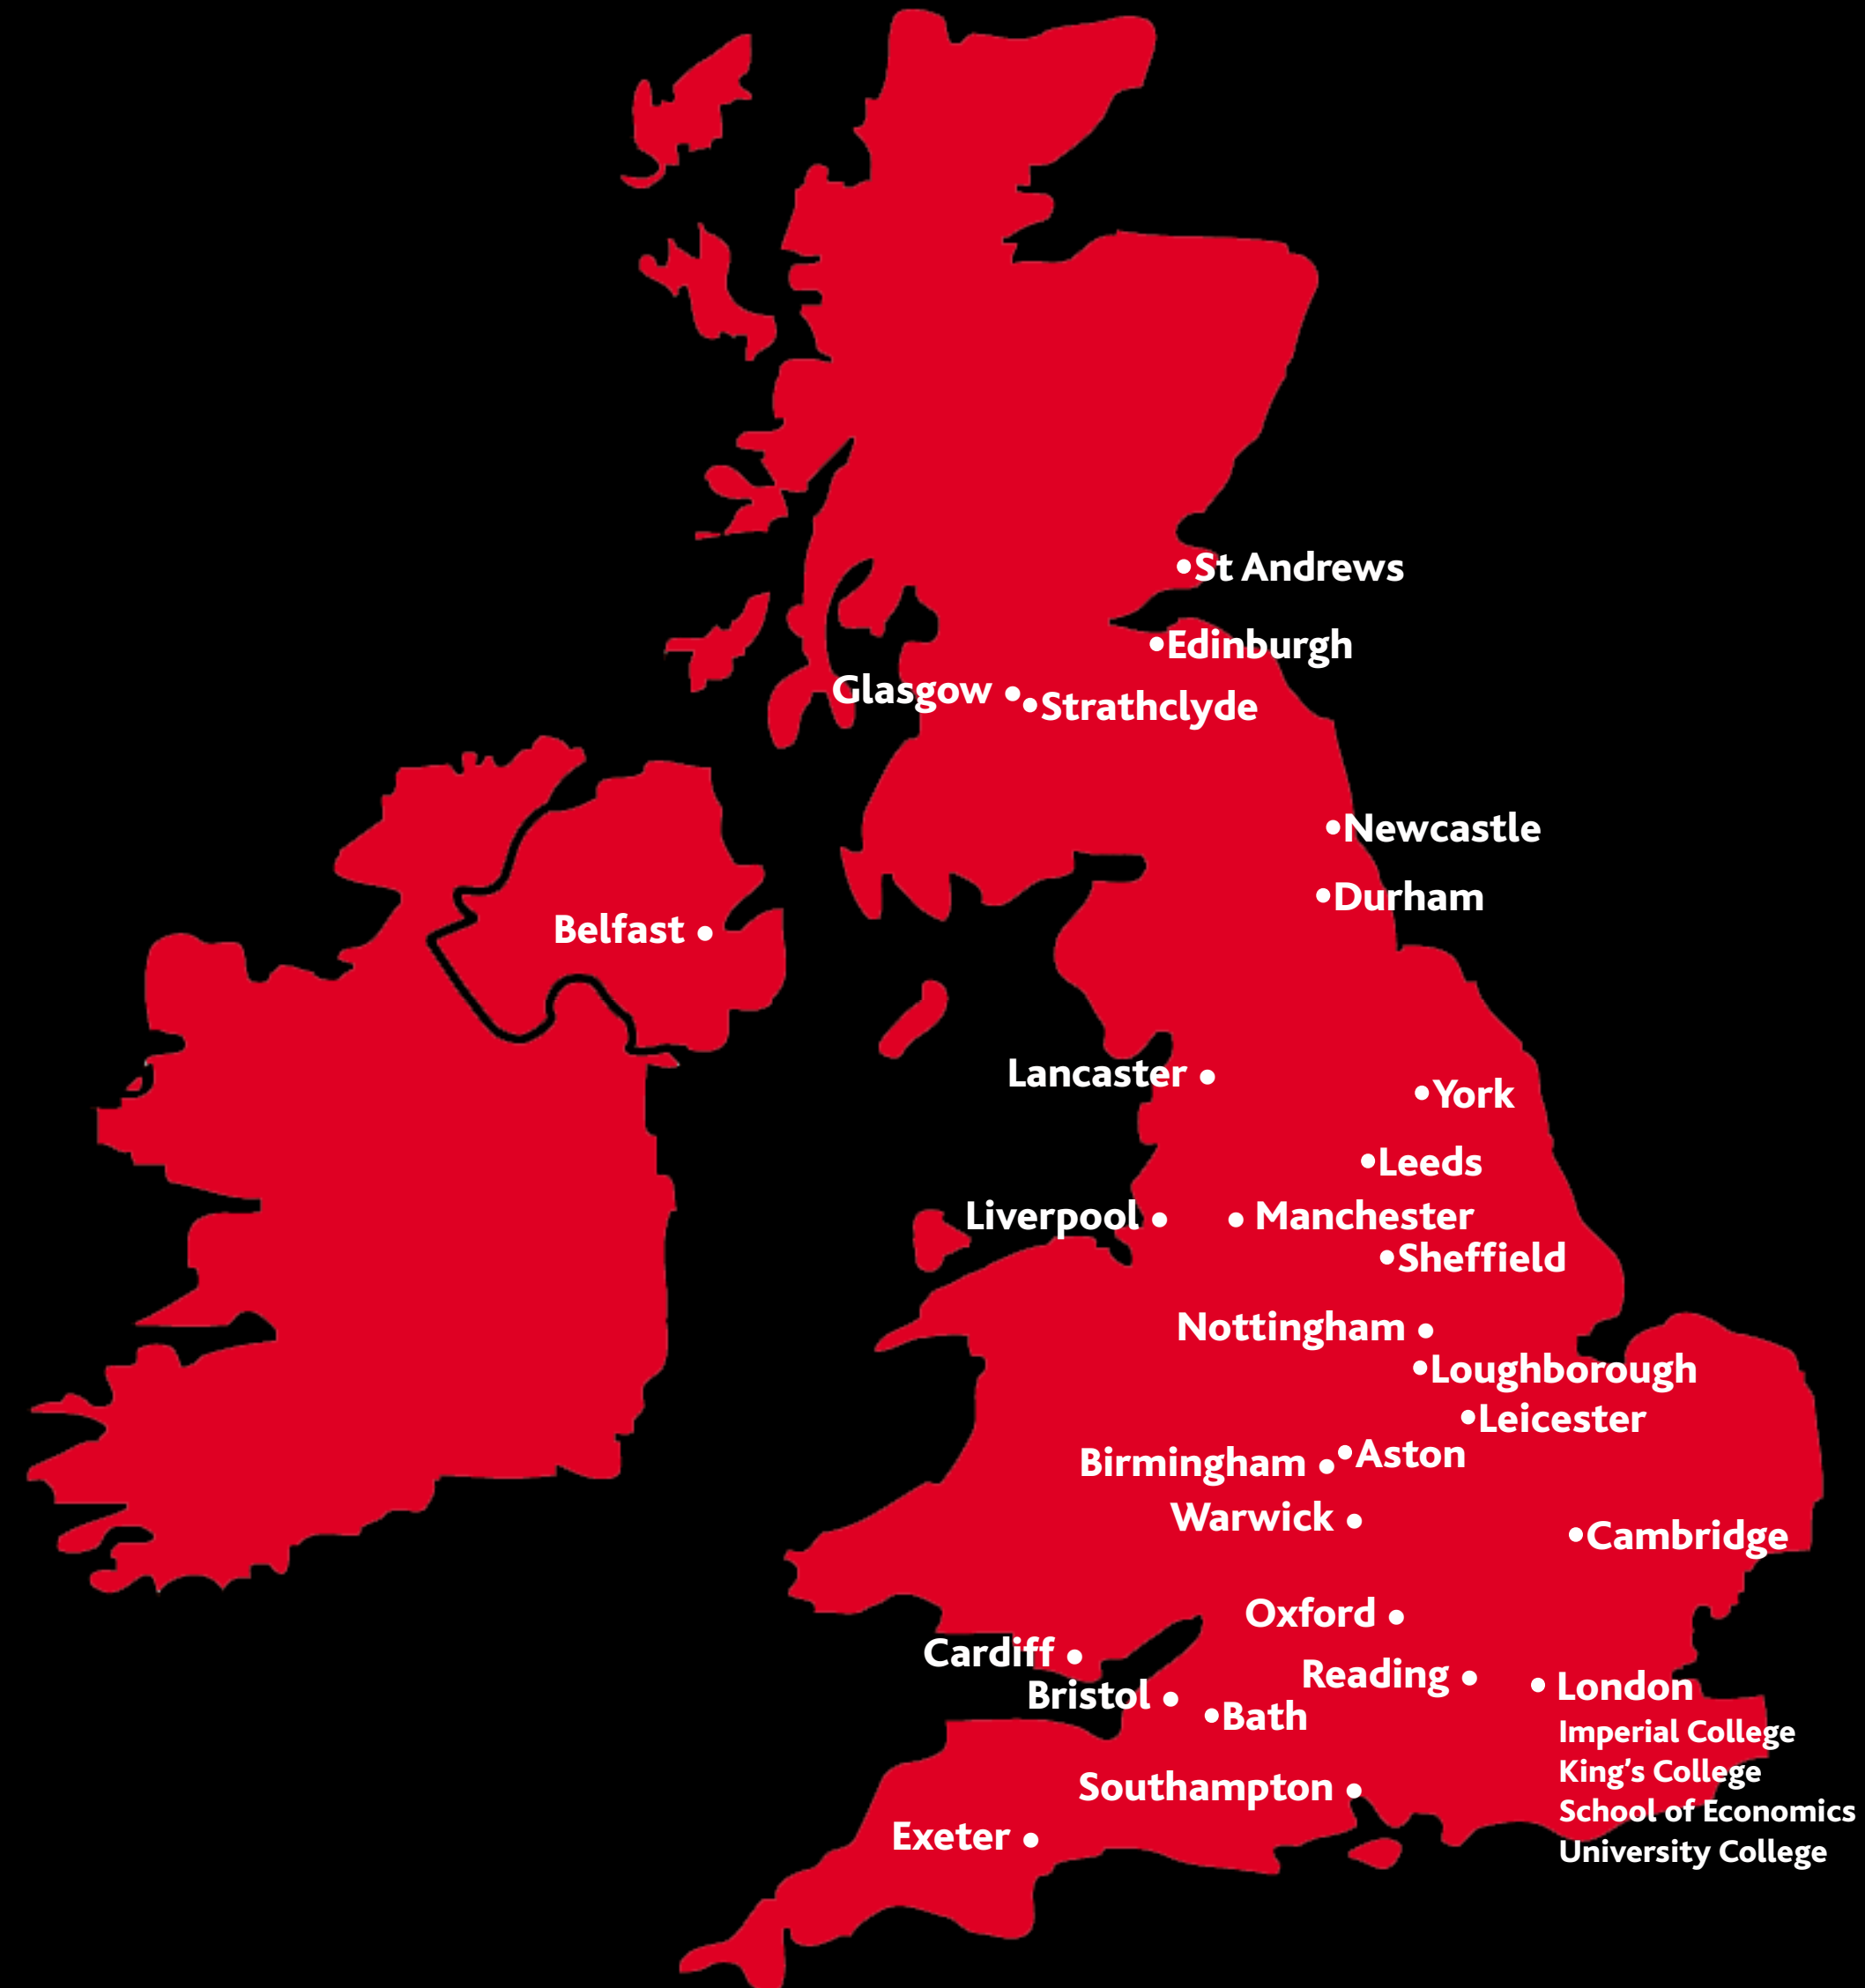 St Andrews
Edinburgh
Glasgow
Strathclyde
Newcastle
Durham
Belfast
Lancaster
York
Leeds
Liverpool
Manchester
Sheffield
Nottingham
Loughborough
Leicester
Aston
Birmingham
Warwick
Cambridge
Oxford
Cardiff
Reading
London
Bristol
Bath
Imperial College
King’s College
Southampton
School of Economics
Exeter
University College